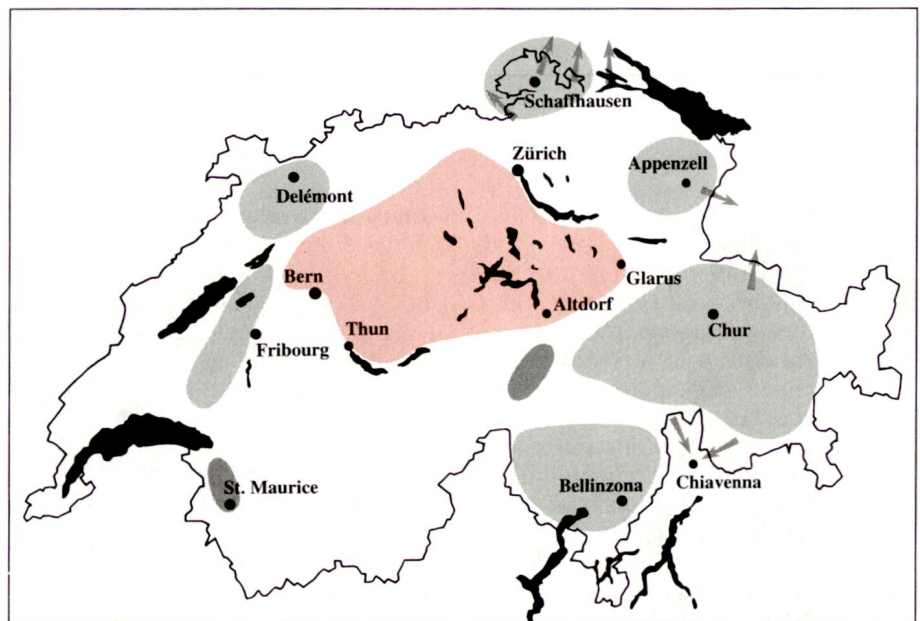 Schaffhausen
Zürich
Appenzell
Delémont
Bern
Glarus
Altdorf
Chur
Thun
Fribourg
St. Maurice
Bellinzona
Chiavenna